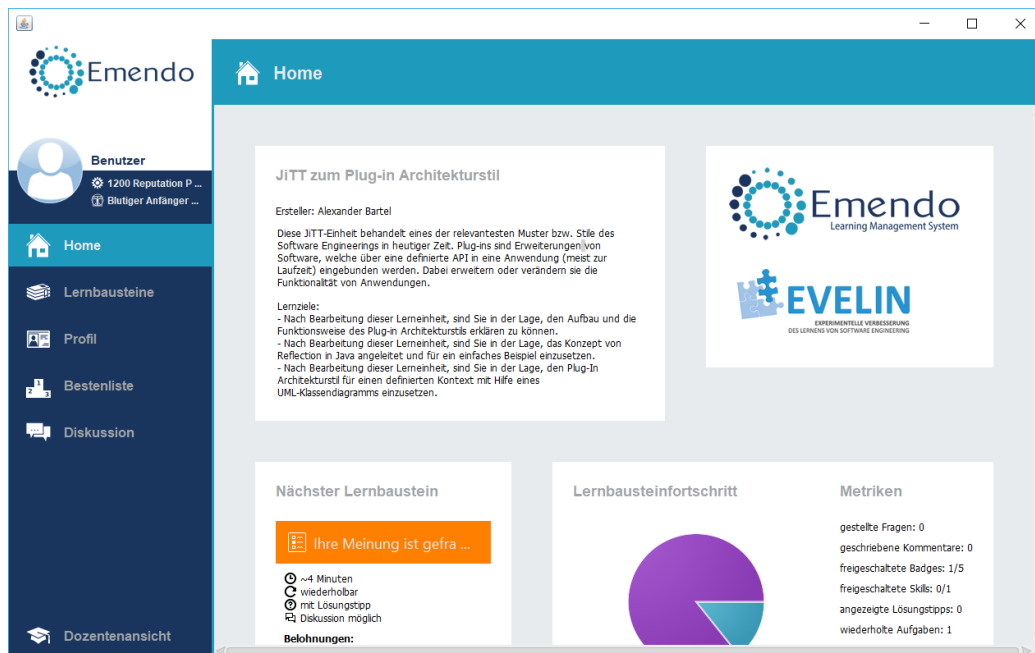 Emendo
Home
Benutzer
1200 Reputation P ...
Blutiger Anfänger ...
Home
Lernbausteine
Profil
Bestenliste
Diskussion
Dozentenansicht
JiTT zum Plug-in Architekturstil
Ersteller: Alexander Bartel
Diese JiTT-Einheit behandelt eines der relevantesten Muster bzw. Stile des
Software Engineerings in heutiger Zeit. Plug-ins sind Erweiterungen von
Software, welche über eine definierte API in eine Anwendung (meist zur
Laufzeit) eingebunden werden. Dabei erweitern oder verändern sie die
Funktionalität von Anwendungen.
Lernziele:
- Nach Bearbeitung dieser Lerneinheit, sind Sie in der Lage, den Aufbau und die
Funktionsweise des Plug-in Architekturstils erklären zu können.
- Nach Bearbeitung dieser Lerneinheit, sind Sie in der Lage, das Konzept von
Reflection in Java angeleitet und für ein einfaches Beispiel einzusetzen.
- Nach Bearbeitung dieser Lerneinheit, sind Sie in der Lage, den Plug-In
Architekturstil für einen definierten Kontext mit Hilfe eines
UML-Klassendiagramms einzusetzen.
Emendo
Learning Management System
EVELIN
EXPERIMENTELLE VERBESSERUNG
DES LERNENS VON SOFTWARE ENGINEERING
Nächster Lernbaustein
Ihre Meinung ist gefra ...
~4 Minuten
wiederholbar
mit Lösungstipp
Diskussion möglich
Belohnungen:
Lernbausteinfortschritt
Metriken
gestellte Fragen: 0
geschriebene Kommentare: 0
freigeschaltete Badges: 1/5
freigeschaltete Skills: 0/1
angezeigte Lösungstipps: 0
wiederholte Aufgaben: 1